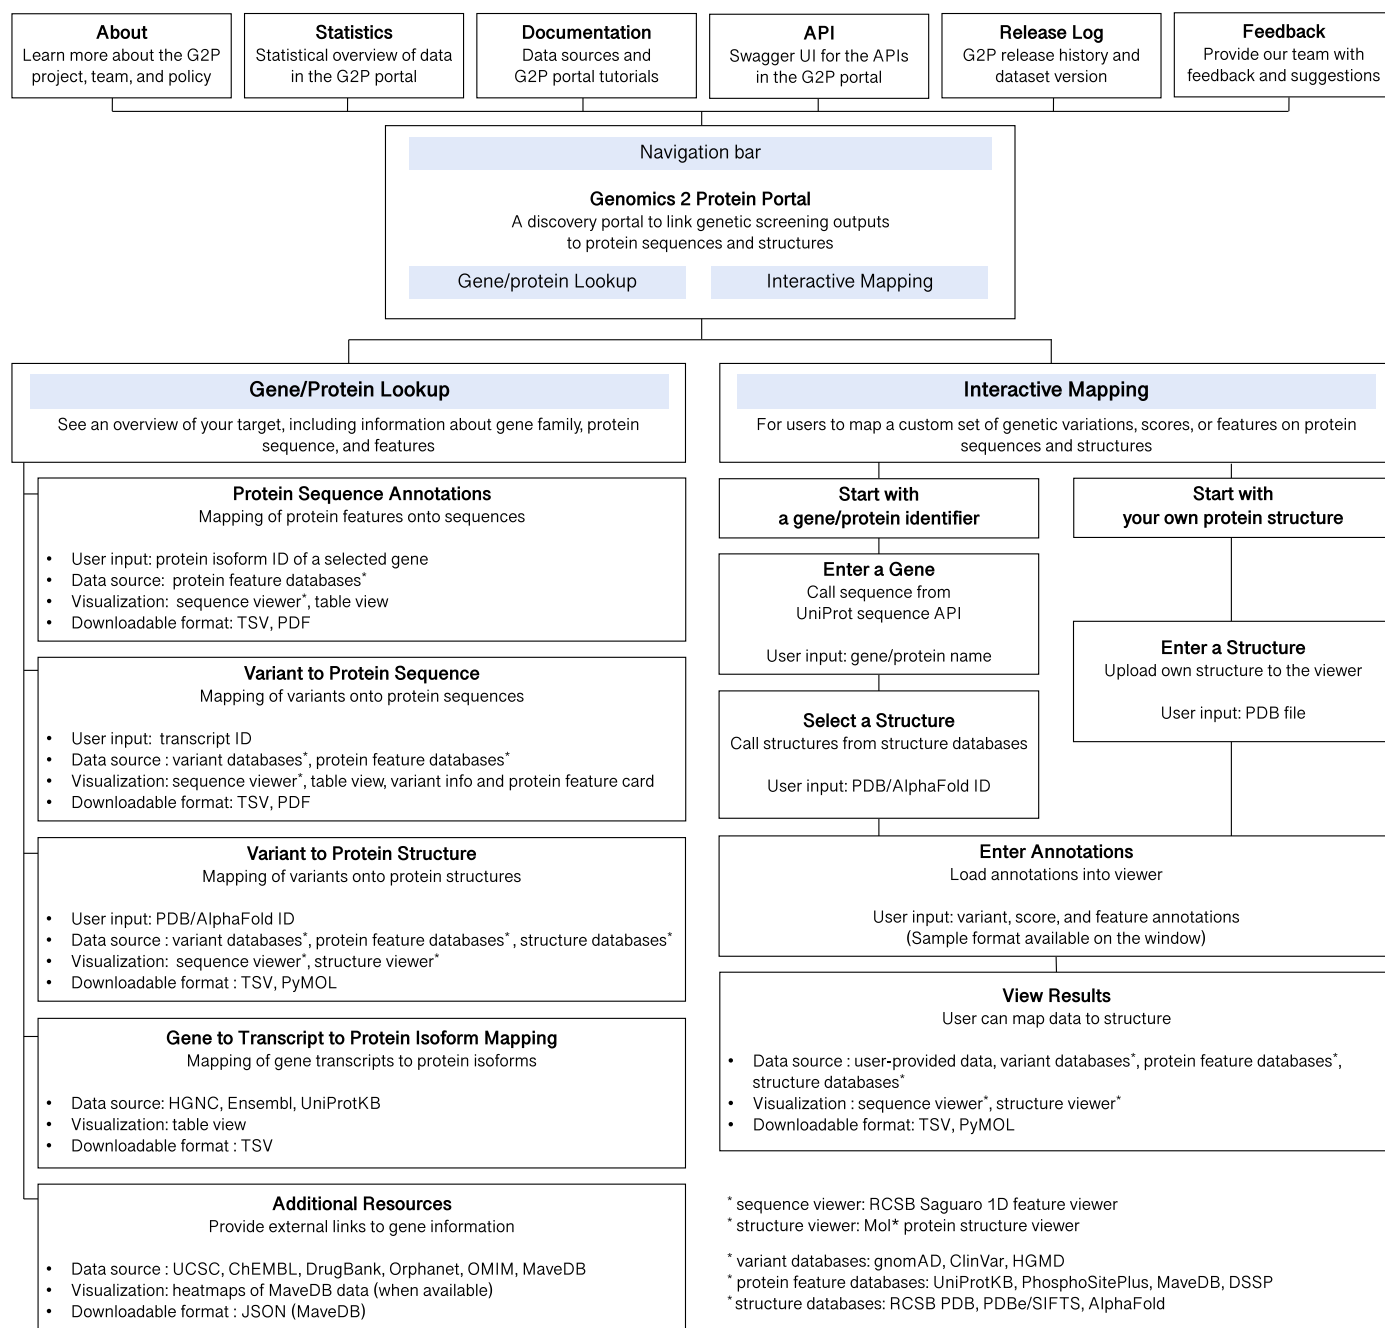 About
Learn more about the G2P
project, team, and policy
Statistics
Statistical overview of data
in the G2P portal
Documentation
Data sources and
G2P portal tutorials
API
Swagger UI for the APIs
in the G2P portal
Release Log
G2P release history and
dataset version
Feedback
Provide our team with
feedback and suggestions
Navigation bar
Genomics 2 Protein Portal
A discovery portal to link genetic screening outputs
to protein sequences and structures
Gene/protein Lookup
Interactive Mapping
Gene/Protein Lookup
See an overview of your target, including information about gene family, protein
sequence, and features
Protein Sequence Annotations
Mapping of protein features onto sequences
• User input: protein isoform ID of a selected gene
• Data source: protein feature databases*
• Visualization: sequence viewer*, table view
• Downloadable format: TSV, PDF
Variant to Protein Sequence
Mapping of variants onto protein sequences
• User input: transcript ID
• Data source : variant databases*, protein feature databases*
• Visualization: sequence viewer*, table view, variant info and protein feature card
• Downloadable format: TSV, PDF
Variant to Protein Structure
Mapping of variants onto protein structures
• User input: PDB/AlphaFold ID
• Data source : variant databases*, protein feature databases*, structure databases*
• Visualization: sequence viewer*, structure viewer*
• Downloadable format : TSV, PyMOL
Gene to Transcript to Protein Isoform Mapping
Mapping of gene transcripts to protein isoforms
• Data source: HGNC, Ensembl, UniProtKB
• Visualization: table view
• Downloadable format : TSV
Additional Resources
Provide external links to gene information
• Data source : UCSC, ChEMBL, DrugBank, Orphanet, OMIM, MaveDB
• Visualization: heatmaps of MaveDB data (when available)
• Downloadable format : JSON (MaveDB)
Interactive Mapping
For users to map a custom set of genetic variations, scores, or features on protein
sequences and structures
Start with
a gene/protein identifier
Enter a Gene
Call sequence from
UniProt sequence API
User input: gene/protein name
Select a Structure
Call structures from structure databases
User input: PDB/AlphaFold ID
Start with
your own protein structure
Enter a Structure
Upload own structure to the viewer
User input: PDB file
Enter Annotations
Load annotations into viewer
User input: variant, score, and feature annotations
(Sample format available on the window)
View Results
User can map data to structure
• Data source : user-provided data, variant databases*, protein feature databases*,
structure databases*
• Visualization : sequence viewer*, structure viewer*
• Downloadable format: TSV, PyMOL
* sequence viewer: RCSB Saguaro 1D feature viewer
* structure viewer: Mol* protein structure viewer
* variant databases: gnomAD, ClinVar, HGMD
* protein feature databases: UniProtKB, PhosphoSitePlus, MaveDB, DSSP
* structure databases: RCSB PDB, PDBe/SIFTS, AlphaFold